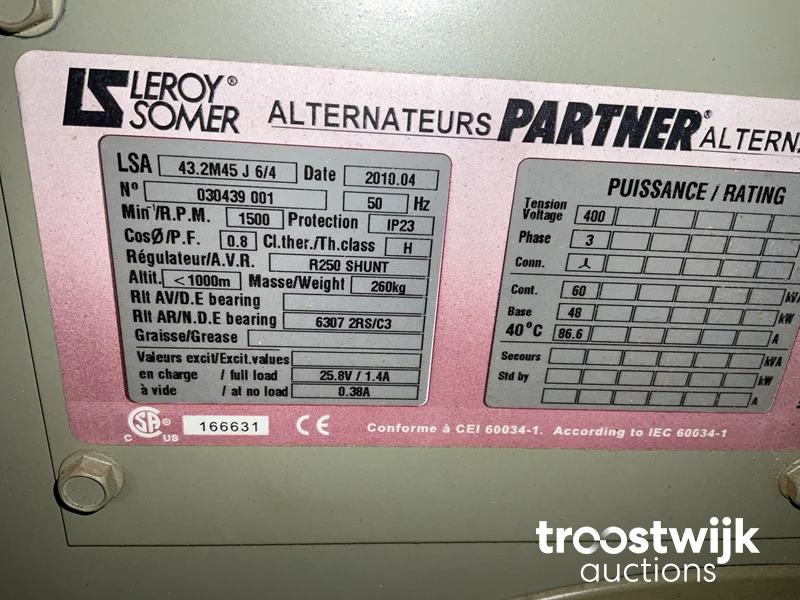 LS LEROY® SOMER ALTERNATEURS PARTNER® ALTERNA
LSA 43.2M45 J 6/4 Date 2010.04
N° 030439 001 50 Hz
Min⁻¹/R.P.M. 1500 Protection IP23
CosØ/P.F. 0.8 Cl.ther./Th.class H
Régulateur/A.V.R. R250 SHUNT
Altit. <1000m Masse/Weight 260kg
Rlt AV/D.E bearing
Rlt AR/N.D.E bearing 6307 2RS/C3
Graisse/Grease
Valeurs excit/Excit.values
en charge / full load 25.8V / 1.4A
à vide / at no load 0.38A
PUISSANCE / RATING
Tension
Voltage 400
Phase 3
Conn.
Cont. 60 kVA
Base 48 kW
40°C 86.6 A
Secours kVA
Std by kW
A
C SA® US 166631 CE Conforme à CEI 60034-1. According to IEC 60634-1
troostwijk
auctions